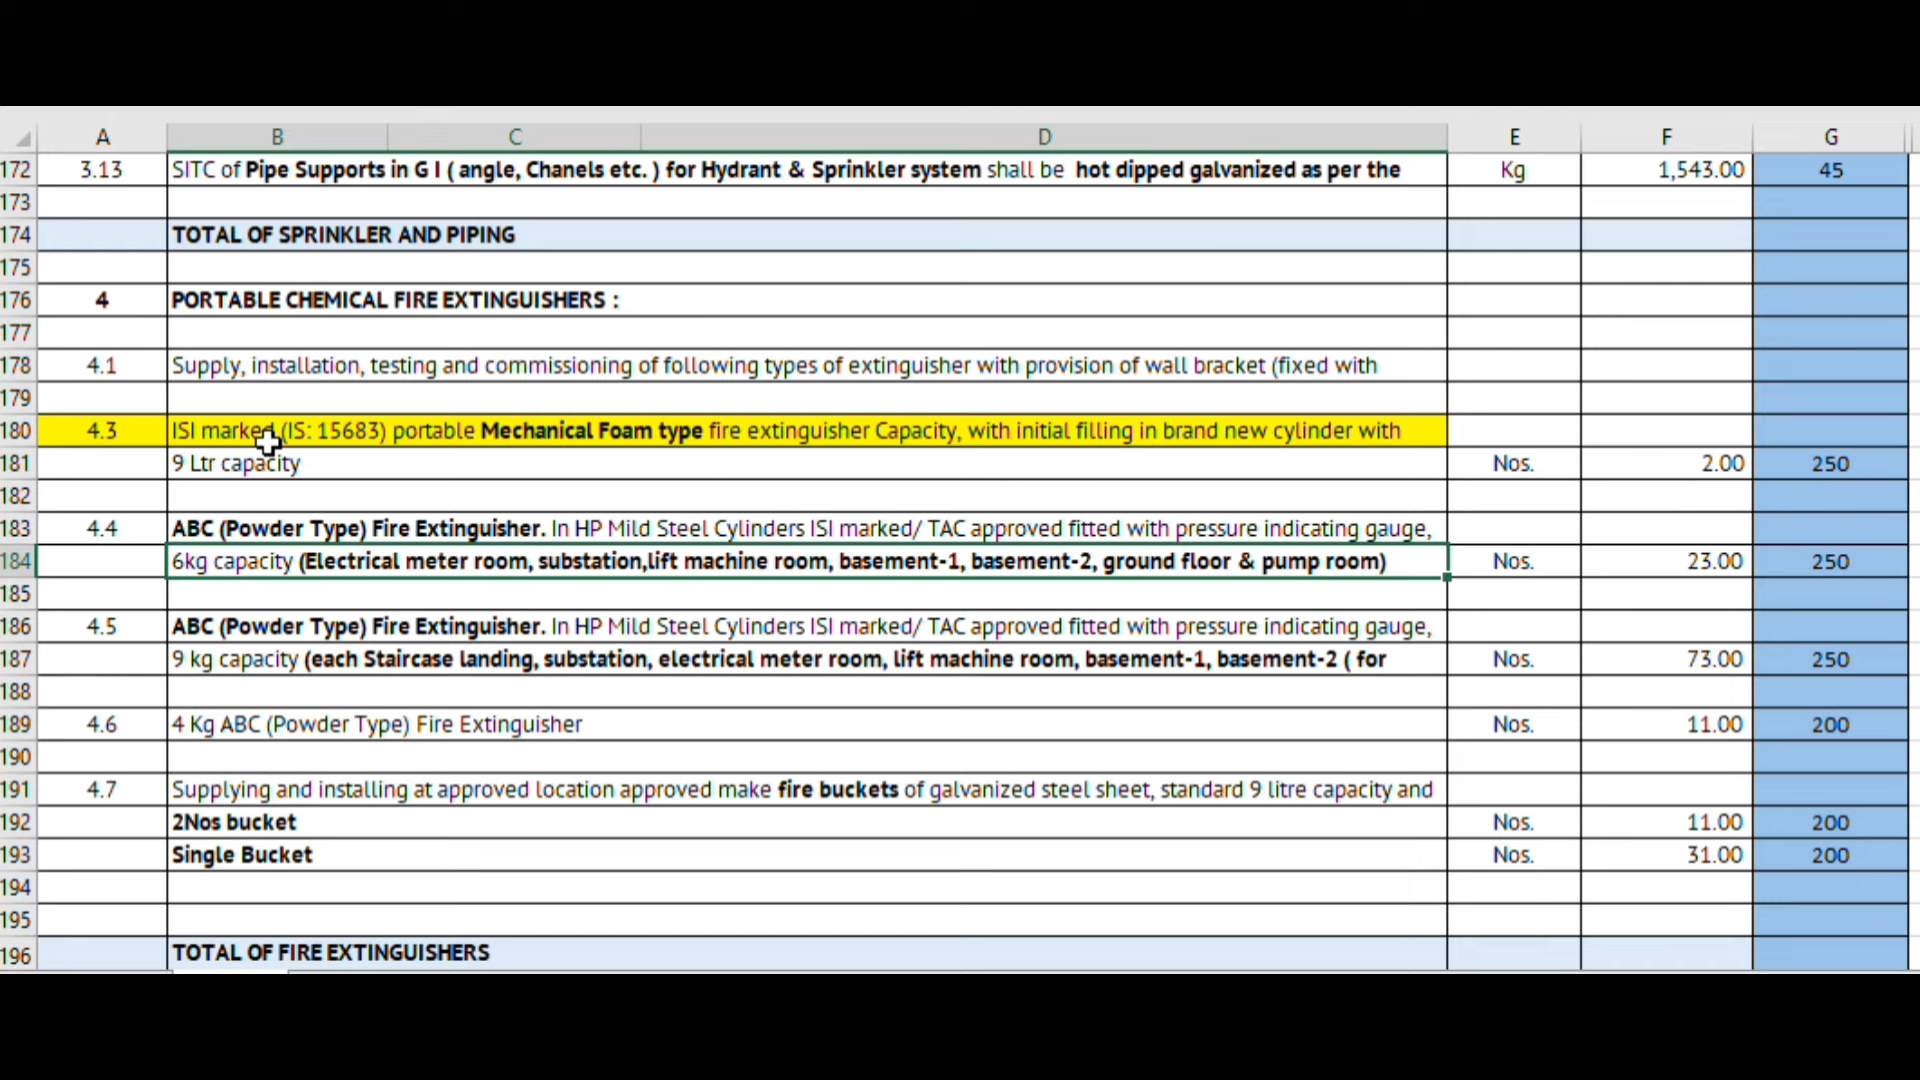 A B C D E F G
172 3.13 SITC of Pipe Supports in G I ( angle, Chanels etc. ) for Hydrant & Sprinkler system shall be hot dipped galvanized as per the Kg 1,543.00 45
173
174 TOTAL OF SPRINKLER AND PIPING
175
176 4 PORTABLE CHEMICAL FIRE EXTINGUISHERS :
177
178 4.1 Supply, installation, testing and commissioning of following types of extinguisher with provision of wall bracket (fixed with
179
180 4.3 ISI marked (IS: 15683) portable Mechanical Foam type fire extinguisher Capacity, with initial filling in brand new cylinder with
181 9 Ltr capacity Nos. 2.00 250
182
183 4.4 ABC (Powder Type) Fire Extinguisher. In HP Mild Steel Cylinders ISI marked/ TAC approved fitted with pressure indicating gauge,
184 6kg capacity (Electrical meter room, substation,lift machine room, basement-1, basement-2, ground floor & pump room) Nos. 23.00 250
185
186 4.5 ABC (Powder Type) Fire Extinguisher. In HP Mild Steel Cylinders ISI marked/ TAC approved fitted with pressure indicating gauge,
187 9 kg capacity (each Staircase landing, substation, electrical meter room, lift machine room, basement-1, basement-2 ( for Nos. 73.00 250
188
189 4.6 4 Kg ABC (Powder Type) Fire Extinguisher Nos. 11.00 200
190
191 4.7 Supplying and installing at approved location approved make fire buckets of galvanized steel sheet, standard 9 litre capacity and
192 2Nos bucket Nos. 11.00 200
193 Single Bucket Nos. 31.00 200
194
195
196 TOTAL OF FIRE EXTINGUISHERS